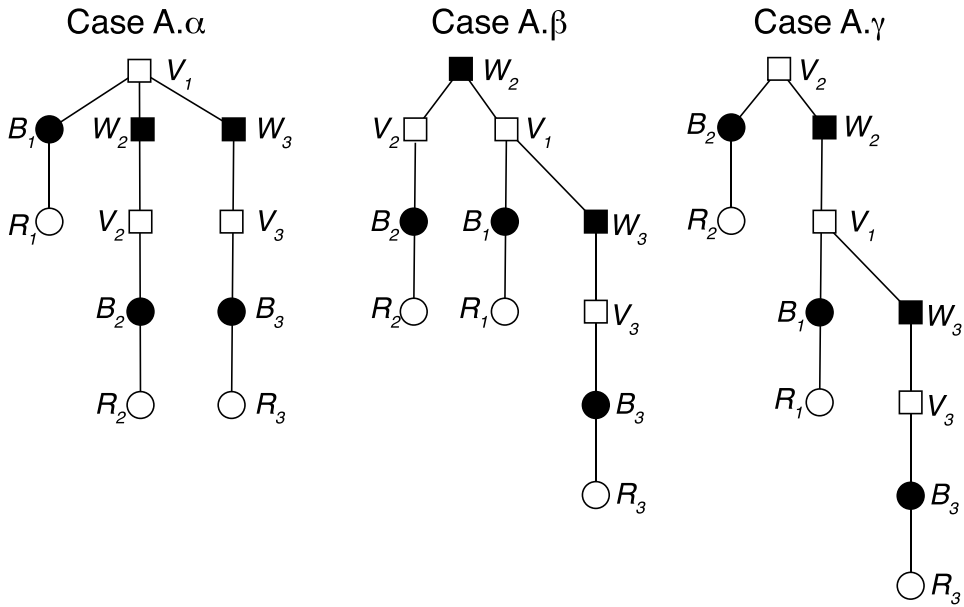 Case A.α Case A.β Case A.γ
V1 W2 V2
B1 W2 W3 V2 V1 B2 W2
R1 V2 V3 B2 B1 W3 R2 V1
B2 B3 R2 R1 V3 B1 W3
R2 R3 B3 R1 V3
R3 B3
R3